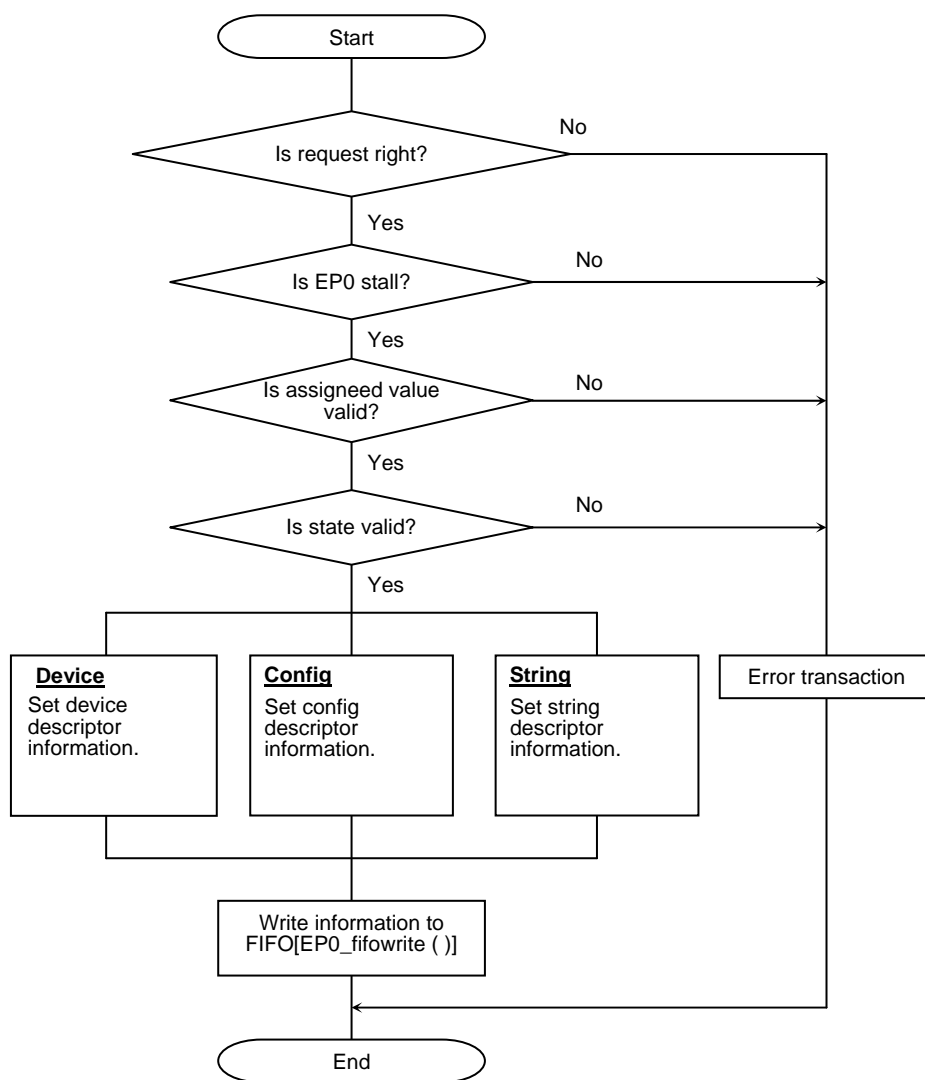 Start
No
Is request right?
Yes
Is EP0 stall?
No
Yes
Is assigneed value
valid?
No
Yes
Is state valid?
No
Yes
Device
Set device
descriptor
information.
Config
Set config
descriptor
information.
String
Set string
descriptor
information.
Error transaction
Write information to
FIFO[EP0_fifowrite ( )]
End